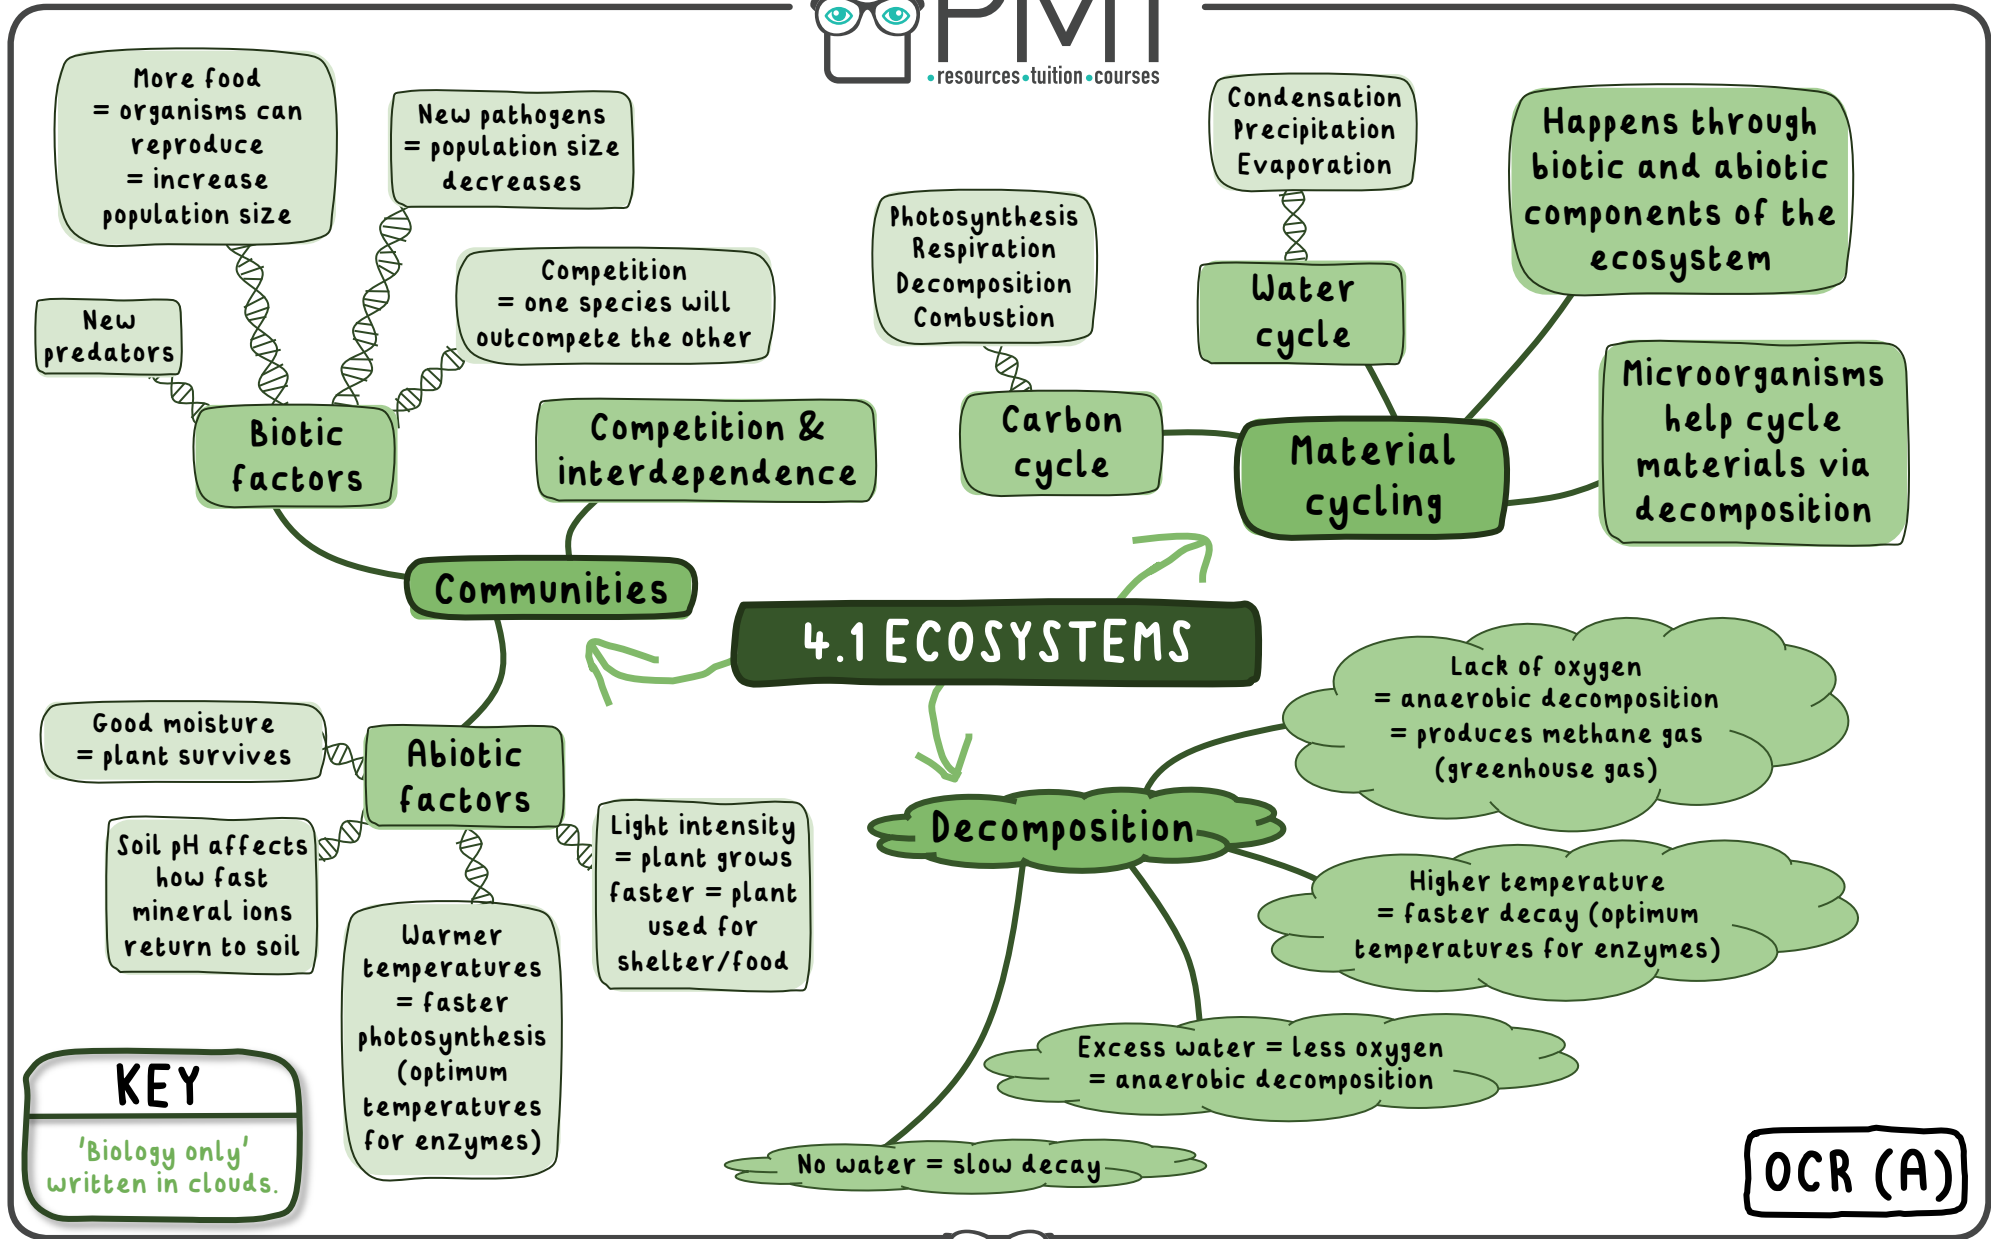 PMT
•resources•tuition•courses
More food
= organisms can
reproduce
= increase
population size
New pathogens
= population size
decreases
Competition
= one species will
outcompete the other
New
predators
Biotic
factors
Competition &
interdependence
Communities
Condensation
Precipitation
Evaporation
Photosynthesis
Respiration
Decomposition
Combustion
Water
cycle
Happens through
biotic and abiotic
components of the
ecosystem
Carbon
cycle
Material
cycling
Microorganisms
help cycle
materials via
decomposition
4.1 ECOSYSTEMS
Good moisture
= plant survives
Abiotic
factors
Soil pH affects
how fast
mineral ions
return to soil
Warmer
temperatures
= faster
photosynthesis
(optimum
temperatures
for enzymes)
Light intensity
= plant grows
faster = plant
used for
shelter/food
Decomposition
Lack of oxygen
= anaerobic decomposition
= produces methane gas
(greenhouse gas)
Higher temperature
= faster decay (optimum
temperatures for enzymes)
Excess water = less oxygen
= anaerobic decomposition
No water = slow decay
KEY
'Biology only'
written in clouds.
OCR (A)